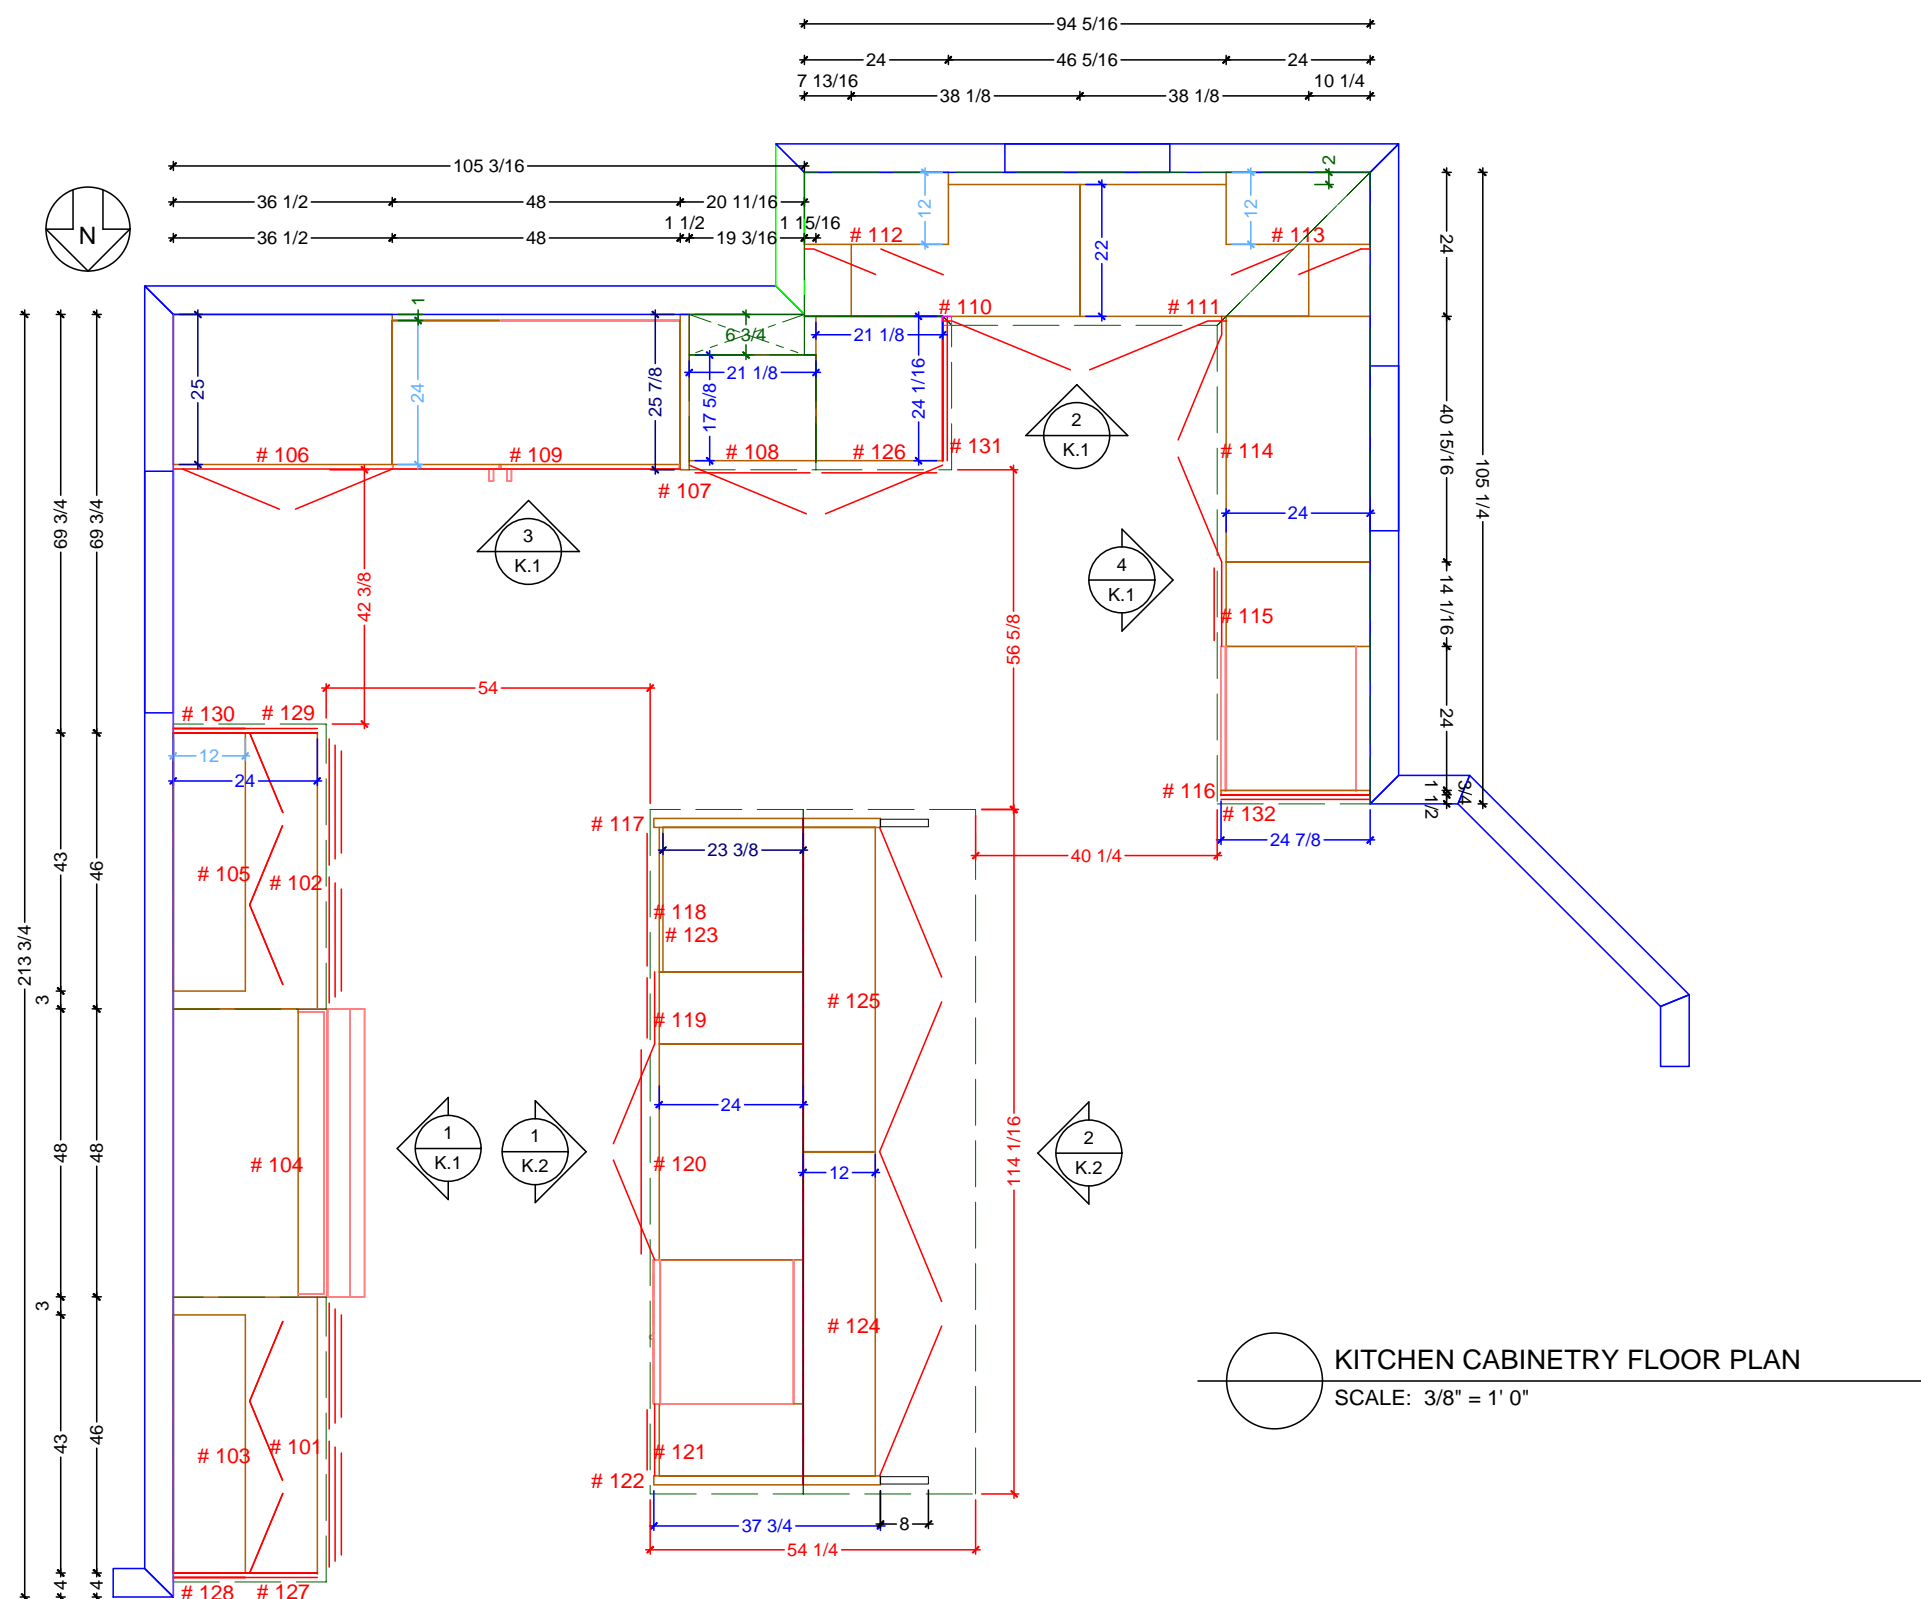 94 5/16
24 46 5/16 24
7 13/16 38 1/8 38 1/8 10 1/4
105 3/16
36 1/2 48 20 11/16
1 1/2 1 15/16
36 1/2 48 19 3/16
N
2
12 12
# 112 # 113
22
24
1
# 110 # 111
6 3/4 21 1/8
25 24 25 7/8 21 1/8
17 5/8 24 1/16
2
K.1
40 15/16
105 1/4
# 106 # 109 # 108 # 126 # 131 # 114
# 107
24
69 3/4 69 3/4
3
K.1
4
K.1
42 3/8
14 1/16
# 115
56 5/8
54
# 130 # 129
24
12
24
# 116
1 1/2 3/4
# 132
# 117
23 3/8 40 1/4 24 7/8
43 46
# 105 # 102
# 118
# 123
213 3/4
3
# 125
# 119
24
1
K.1
1
K.2
2
K.2
48 48
# 104
# 120
12
114 1/16
3
# 124
KITCHEN CABINETRY FLOOR PLAN
SCALE: 3/8" = 1' 0"
43 46
# 103 # 101
# 121
# 122
37 3/4 8
54 1/4
4 4
# 128 # 127